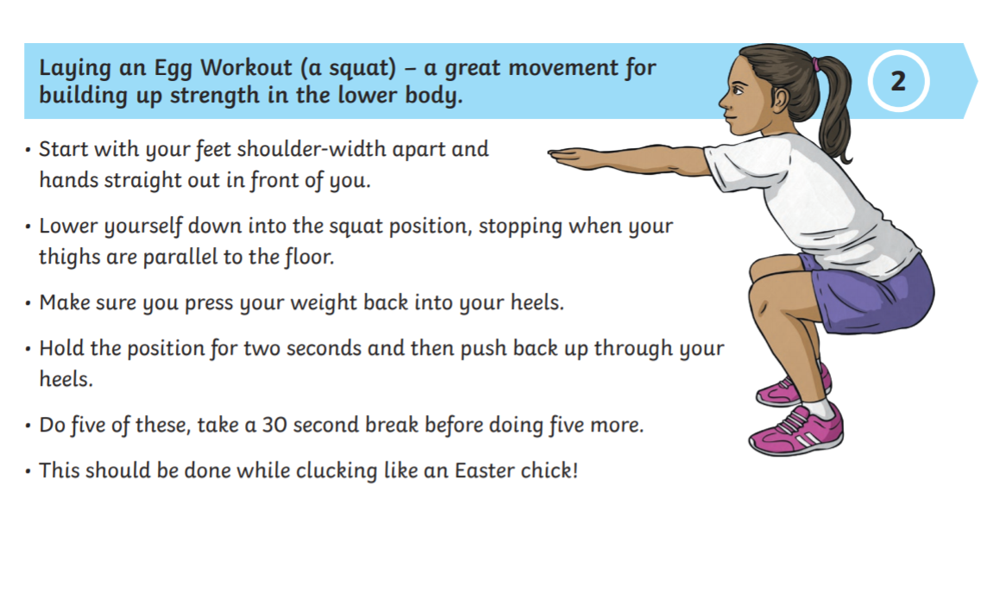 Laying an Egg Workout (a squat) – a great movement for
building up strength in the lower body.
2
• Start with your feet shoulder-width apart and
hands straight out in front of you.
• Lower yourself down into the squat position, stopping when your
thighs are parallel to the floor.
• Make sure you press your weight back into your heels.
• Hold the position for two seconds and then push back up through your
heels.
• Do five of these, take a 30 second break before doing five more.
• This should be done while clucking like an Easter chick!